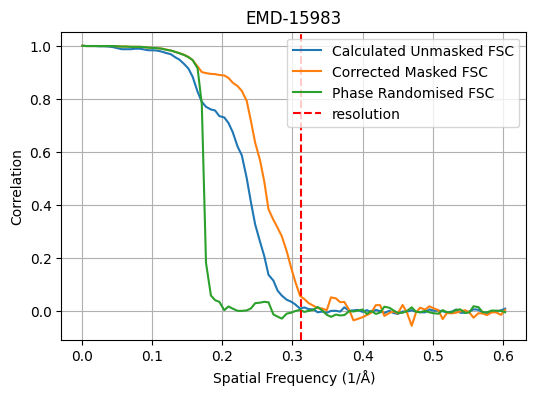 EMD-15983
Calculated Unmasked FSC
Corrected Masked FSC
Phase Randomised FSC
resolution
Correlation
1.0
0.8
0.6
0.4
0.2
0.0
0.0 0.1 0.2 0.3 0.4 0.5 0.6
Spatial Frequency (1/Å)